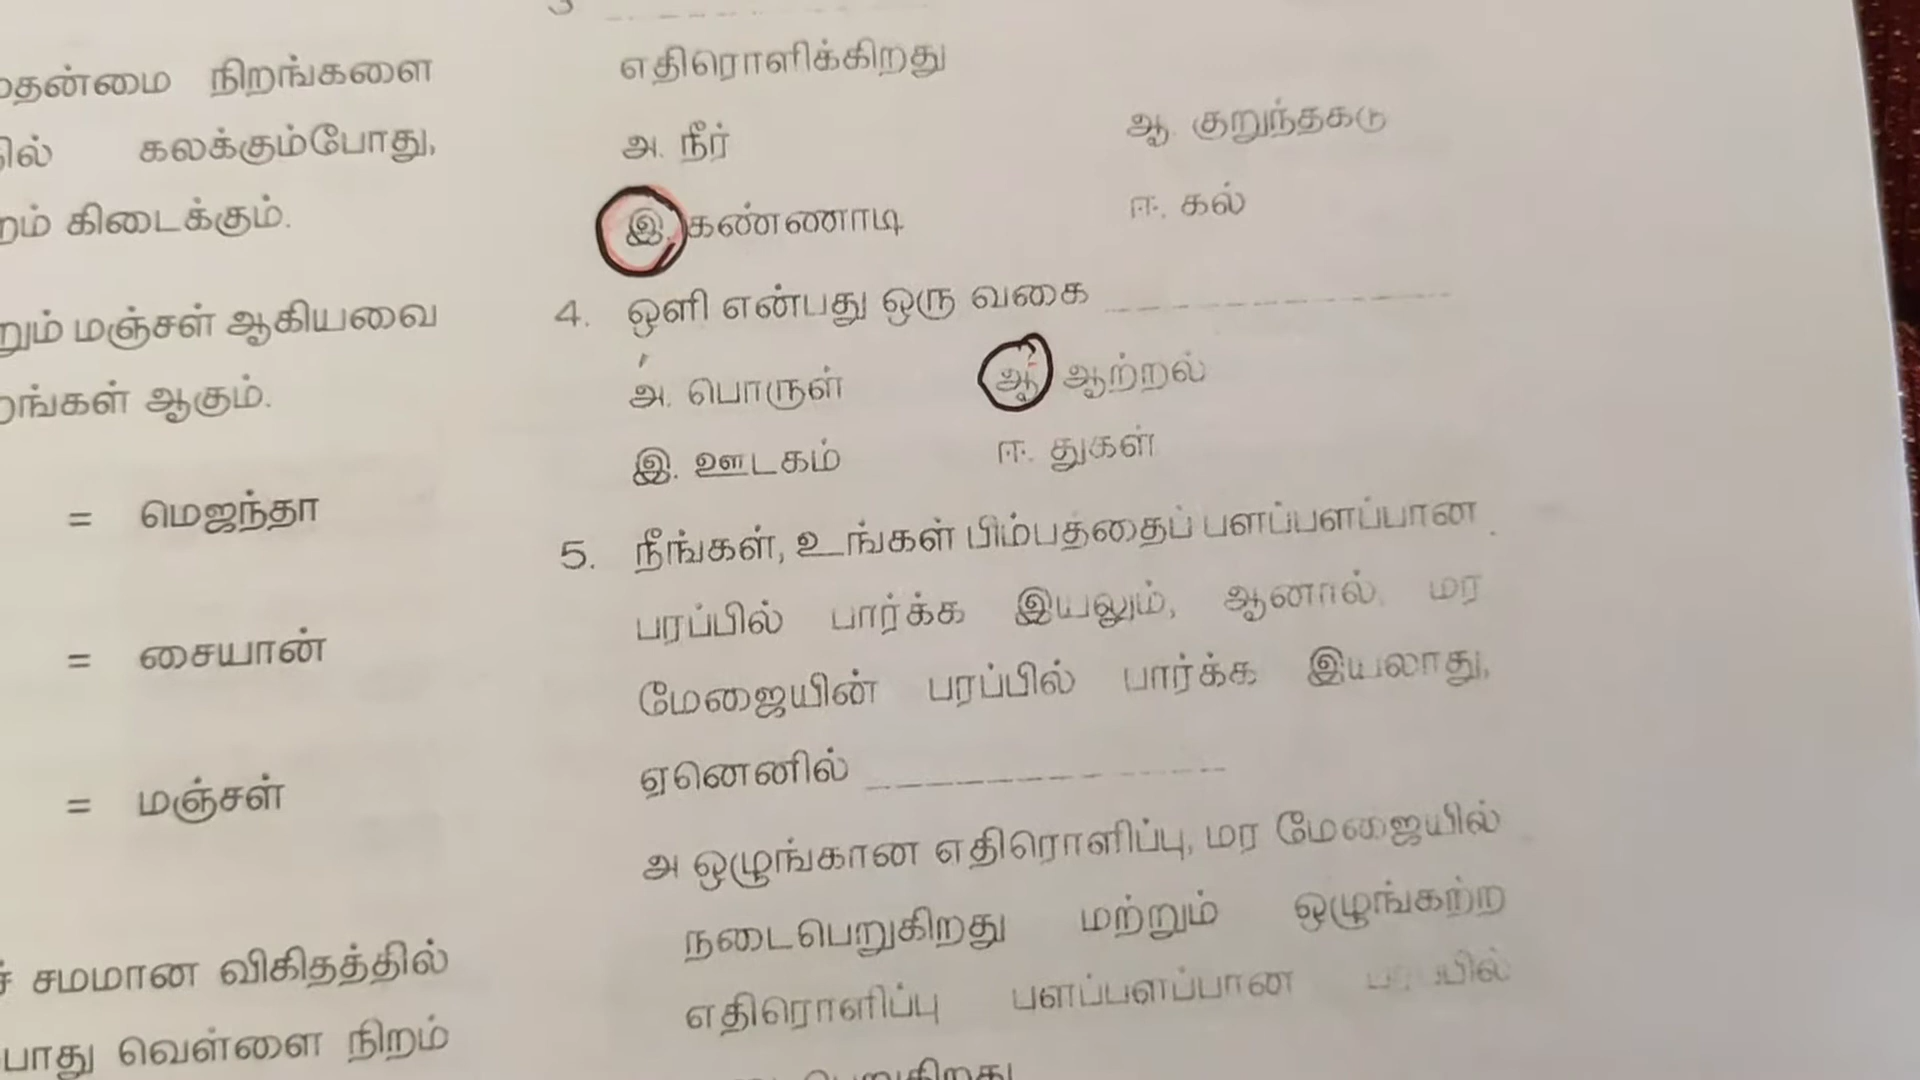 முதன்மை நிறங்களை
ில் கலக்கும்போது,
றம் கிடைக்கும்.
றும் மஞ்சள் ஆகியவை
றங்கள் ஆகும்.
= மெஜந்தா
= சையான்
= மஞ்சள்
சமமான விகிதத்தில்
போது வெள்ளை நிறம்
எதிரொளிக்கிறது
அ. நீர் ஆ. குறுந்தகடு
இ. கண்ணாடி ஈ. கல்
4. ஒளி என்பது ஒரு வகை
அ. பொருள் ஆ ஆற்றல்
இ. ஊடகம் ஈ. துகள்
5. நீங்கள், உங்கள் பிம்பத்தைப் பளப்பளப்பான
பரப்பில் பார்க்க இயலும், ஆனால் மர
மேஜையின் பரப்பில் பார்க்க இயலாது,
ஏனெனில்
அ ஒழுங்கான எதிரொளிப்பு, மர மேஜையில்
நடைபெறுகிறது மற்றும் ஒழுங்கற்ற
எதிரொளிப்பு பளப்பளப்பான பரப்பில்